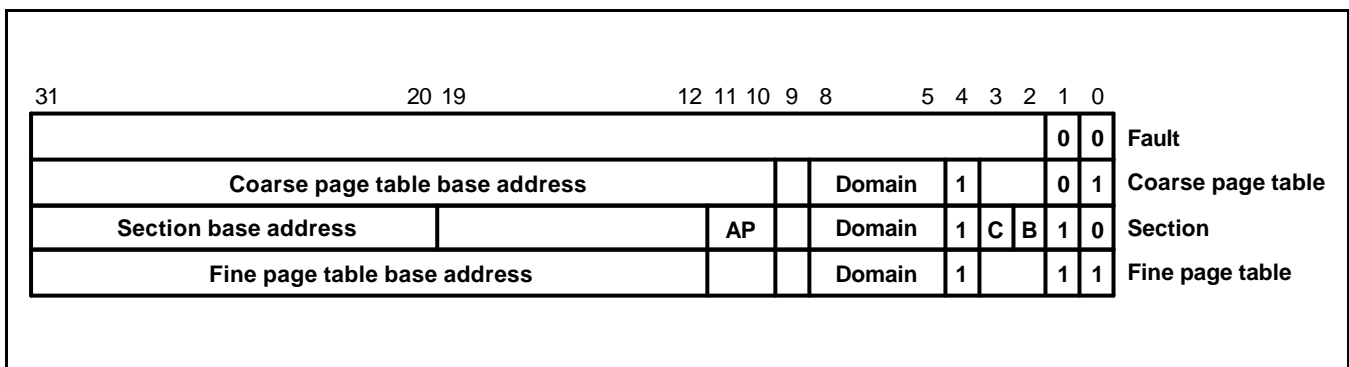 31 20 19 12 11 10 9 8 5 4 3 2 1 0
0 0 Fault
Coarse page table base address Domain 1 0 1 Coarse page table
Section base address AP Domain 1 C B 1 0 Section
Fine page table base address Domain 1 1 1 Fine page table